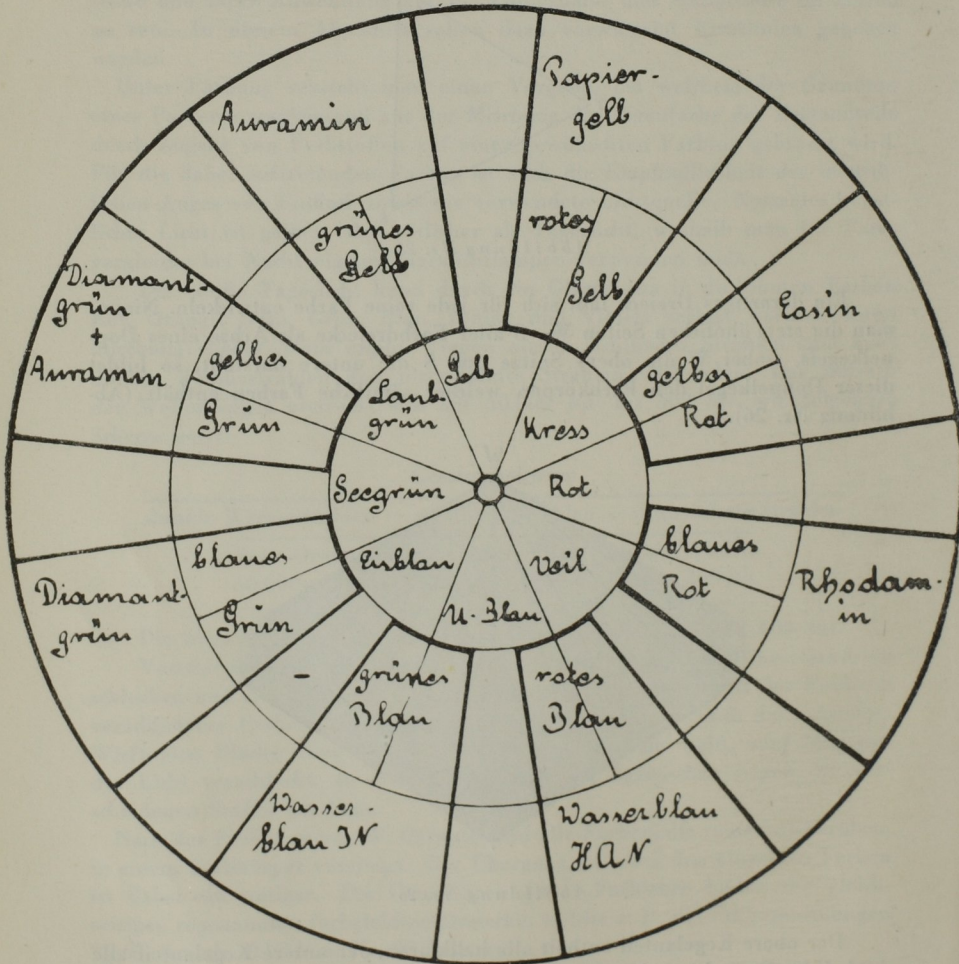 Papier-
gelb
Auramin
rotes
Gelb
grünes
Gelb
Diamant-
grün
+
Auramin
Eosin
gelbes
Grün
gelbes
Rot
Gelb
Laub-
grün
Kress
Seegrün
Rot
Eisblau
Veil
U-Blau
blaues
Grün
blaues
Rot
Diamant-
grün
Rhodam-
in
-
grünes
Blau
rotes
Blau
Wasser-
blau IN
Wasserblau
HAN